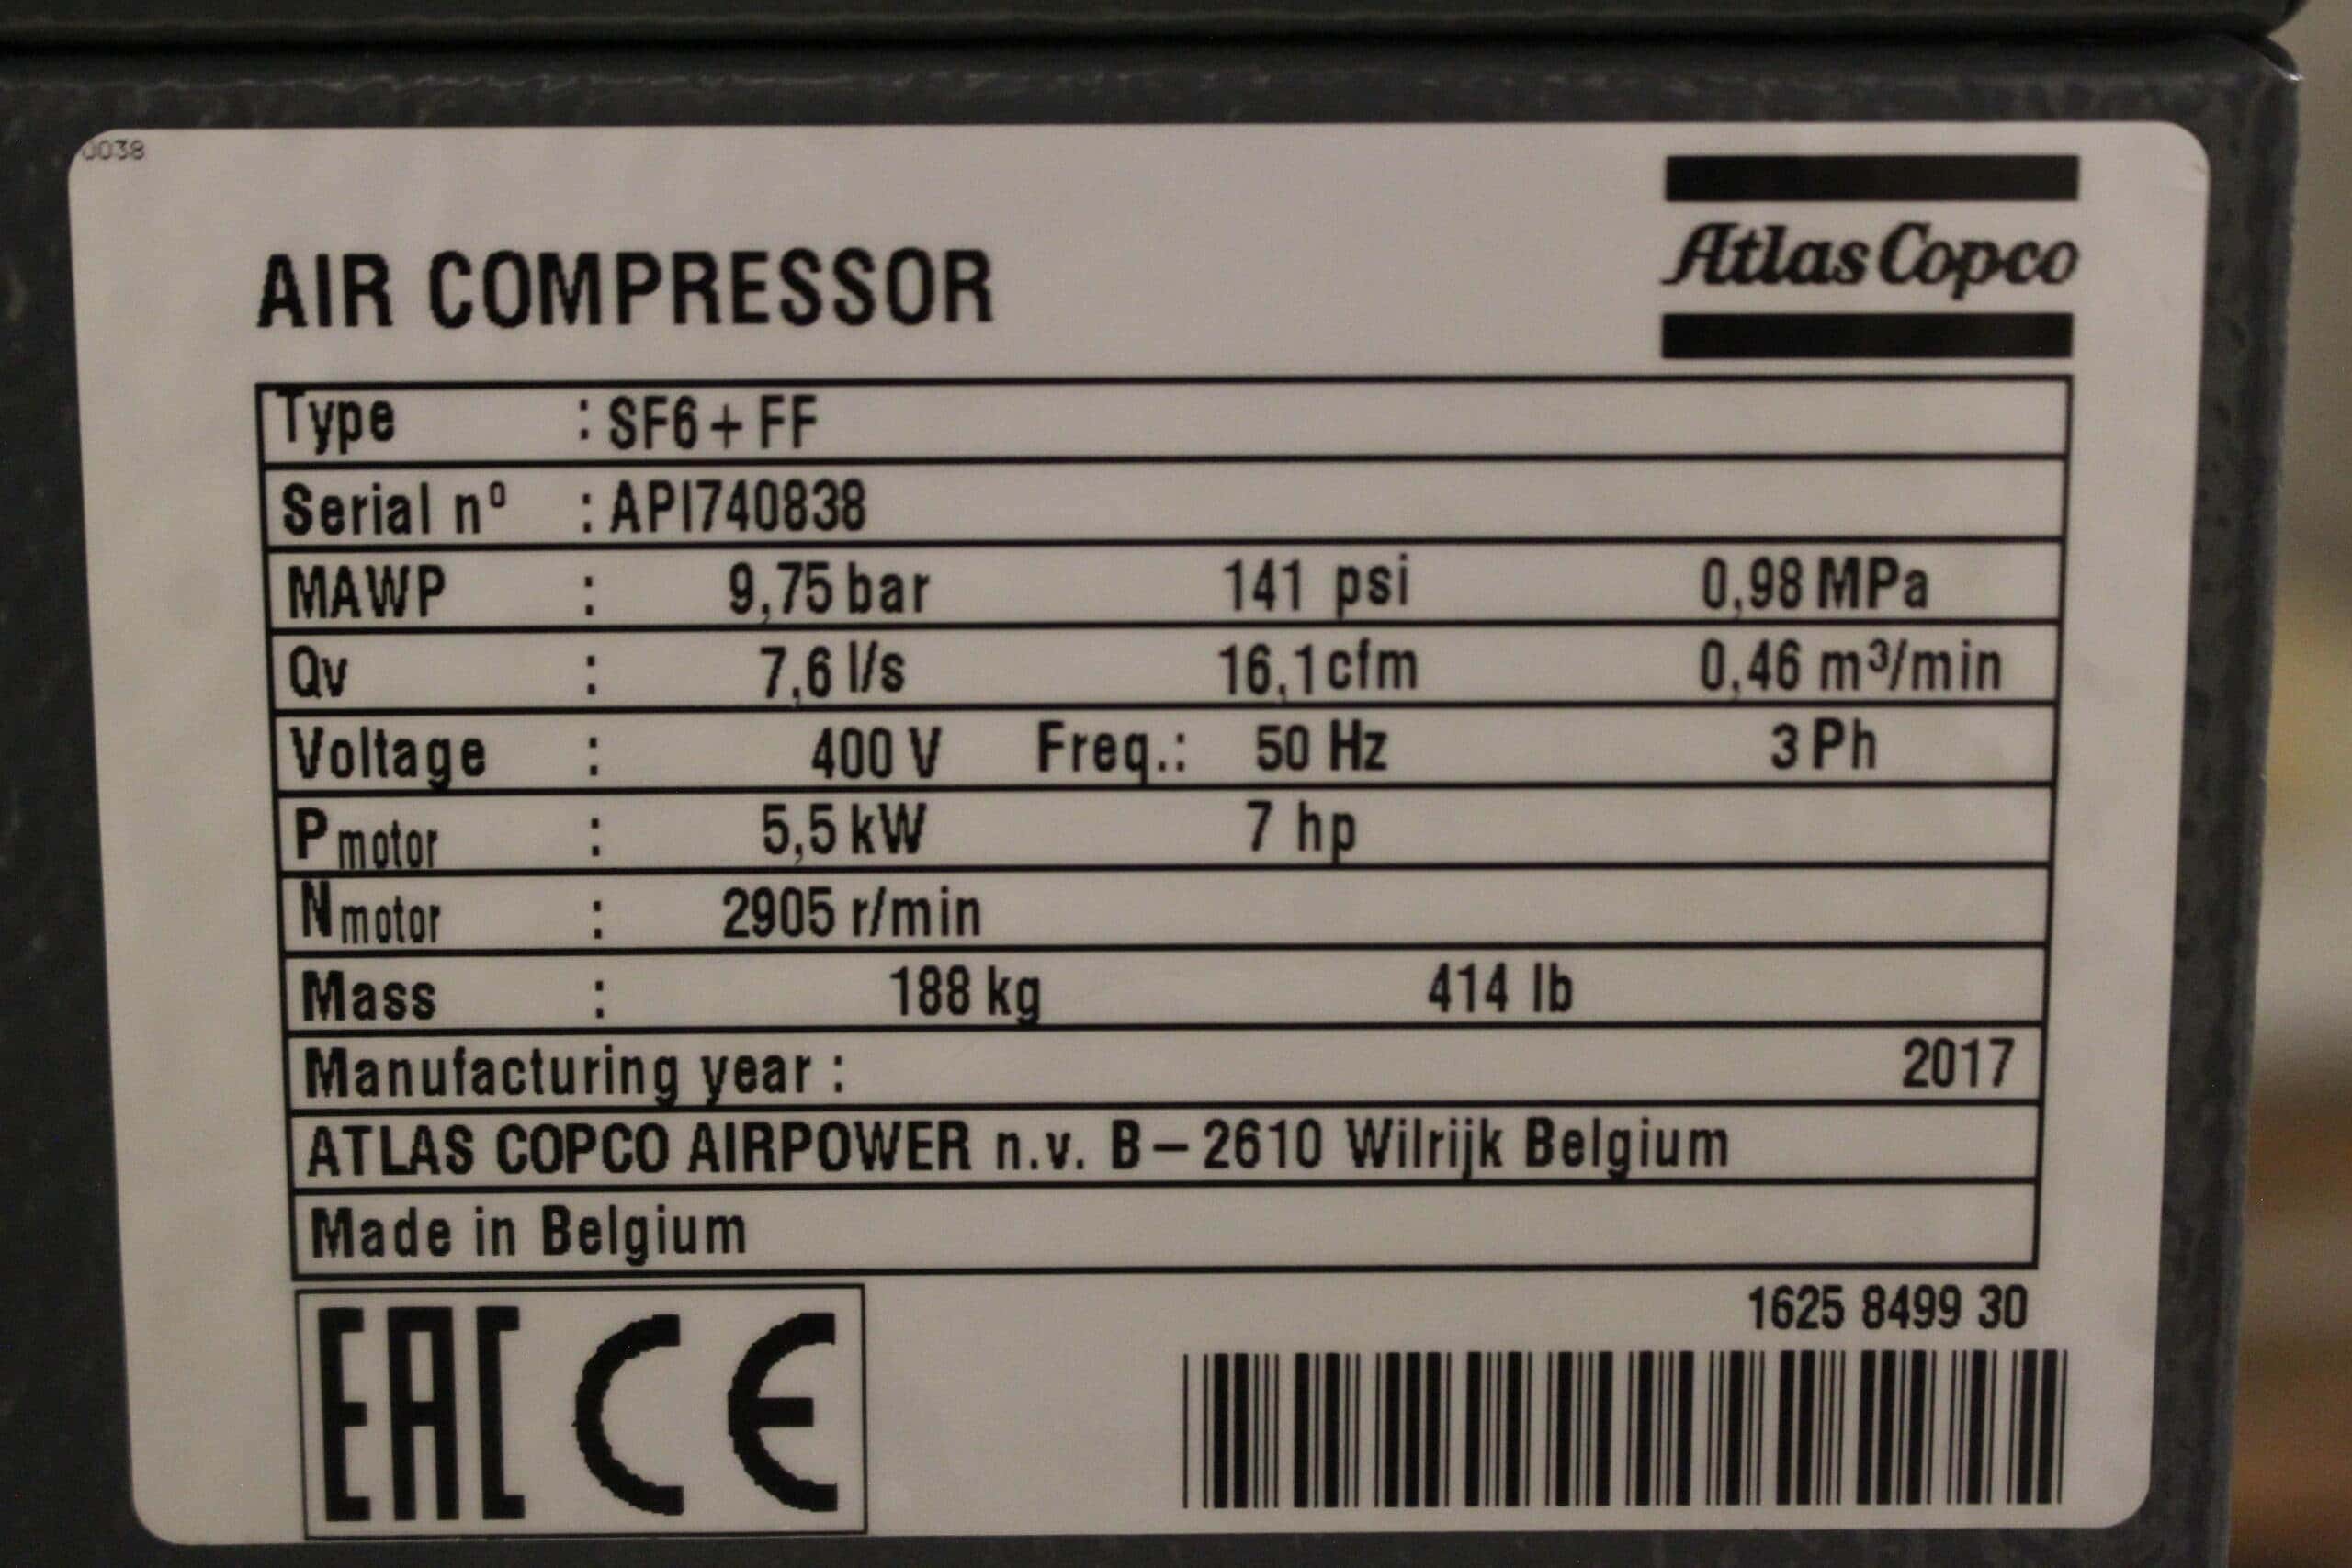 0038
Atlas Copco
AIR COMPRESSOR
Type : SF6+FF
Serial nº : API740838
MAWP : 9,75 bar 141 psi 0,98 MPa
Qv : 7,6 l/s 16,1 cfm 0,46 m³/min
Voltage : 400 V Freq.: 50 Hz 3 Ph
P motor : 5,5 kW 7 hp
N motor : 2905 r/min
Mass : 188 kg 414 lb
Manufacturing year : 2017
ATLAS COPCO AIRPOWER n.v. B–2610 Wilrijk Belgium
Made in Belgium
1625 8499 30
EAC CE